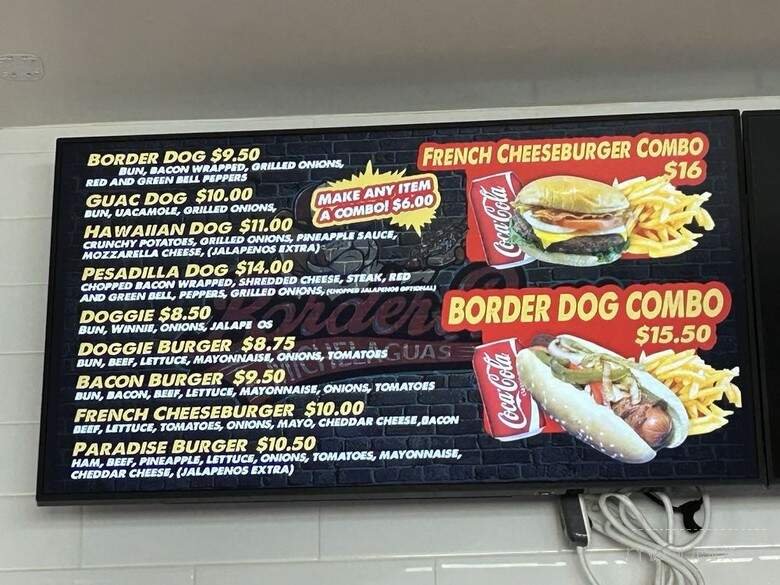 BORDER DOG $9.50
BUN, BACON WRAPPED, GRILLED ONIONS,
RED AND GREEN BELL PEPPERS
GUAC DOG $10.00
BUN, UACAMOLE, GRILLED ONIONS,
HAWAIIAN DOG $11.00
CRUNCHY POTATOES, GRILLED ONIONS, PINEAPPLE SAUCE,
MOZZARELLA CHEESE, (JALAPENOS EXTRA)
PESADILLA DOG $14.00
CHOPPED BACON WRAPPED, SHREDDED CHEESE, STEAK, RED
AND GREEN BELL, PEPPERS, GRILLED ONIONS, (CHOPPED JALAPENOS OPTIONAL)
DOGGIE $8.50
BUN, WINNIE, ONIONS, JALAPE OS
DOGGIE BURGER $8.75
BUN, BEEF, LETTUCE, MAYONNAISE, ONIONS, TOMATOES
BACON BURGER $9.50
BUN, BACON, BEEF, LETTUCE, MAYONNAISE, ONIONS, TOMATOES
FRENCH CHEESEBURGER $10.00
BEEF, LETTUCE, TOMATOES, ONIONS, MAYO, CHEDDAR CHEESE,BACON
PARADISE BURGER $10.50
HAM, BEEF, PINEAPPLE, LETTUCE, ONIONS, TOMATOES, MAYONNAISE,
CHEDDAR CHEESE, (JALAPENOS EXTRA)
MAKE ANY ITEM
A COMBO! $6.00
Border
MICHELAGUAS
FRENCH CHEESEBURGER COMBO
$16
Coca-Cola
BORDER DOG COMBO
$15.50
Coca-Cola